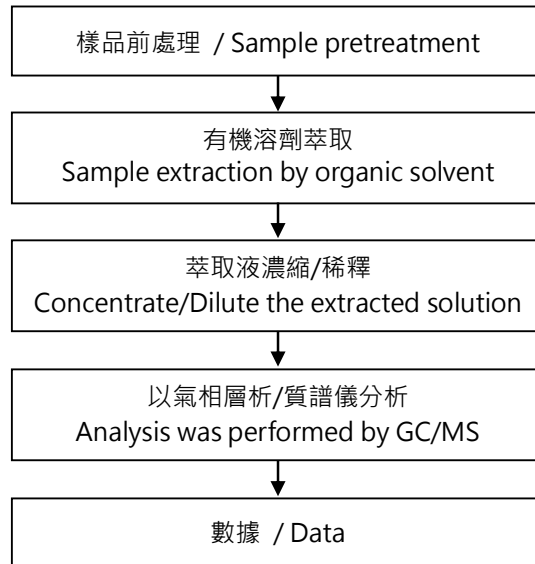 樣品前處理 / Sample pretreatment
有機溶劑萃取
Sample extraction by organic solvent
萃取液濃縮/稀釋
Concentrate/Dilute the extracted solution
以氣相層析/質譜儀分析
Analysis was performed by GC/MS
數據 / Data